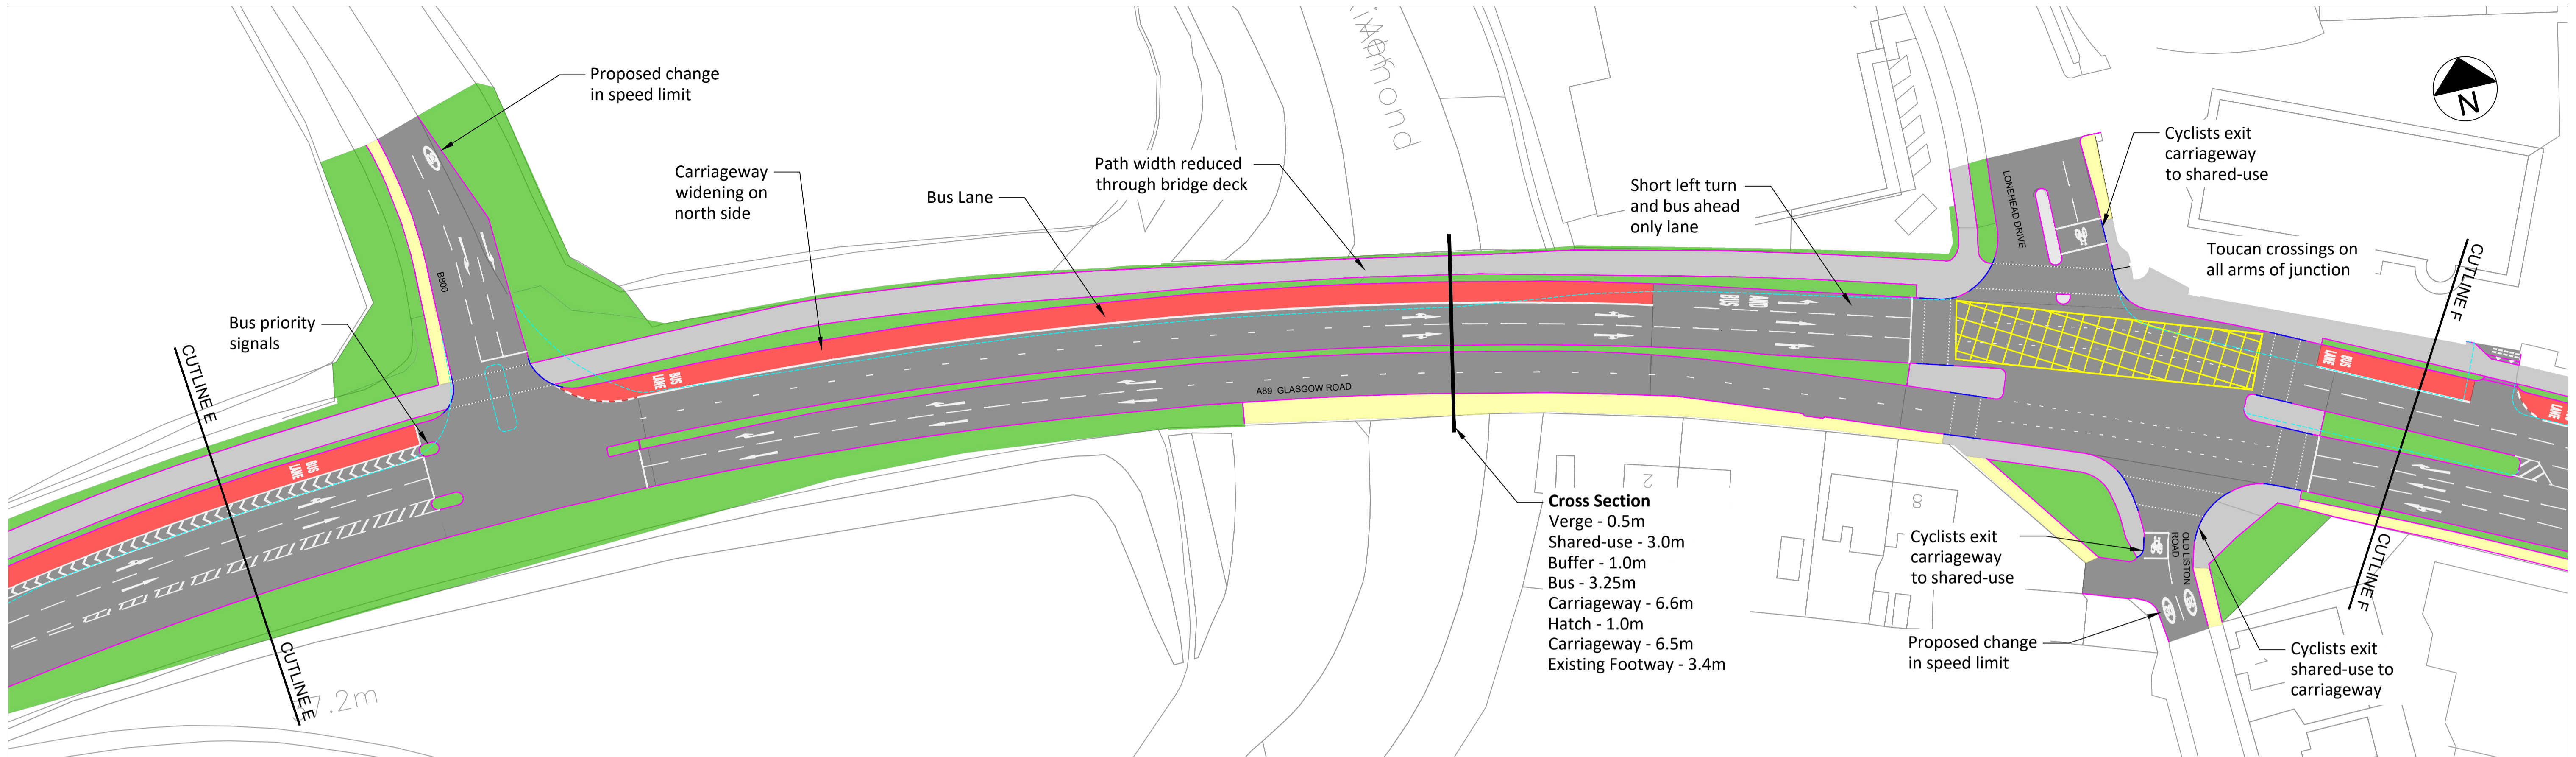 Proposed change
in speed limit
Carriageway
widening on
north side
Bus Lane
Path width reduced
through bridge deck
Short left turn
and bus ahead
only lane
Cyclists exit
carriageway
to shared-use
Toucan crossings on
all arms of junction
N
Bus priority
signals
CUTLINE E
CUTLINE E
B800
BUS
LANE
BUS
LANE
A89 GLASGOW ROAD
AND
BUS
LONEHEAD DRIVE
BUS
LANE
LANE
CUTLINE F
CUTLINE F
Cross Section
Verge - 0.5m
Shared-use - 3.0m
Buffer - 1.0m
Bus - 3.25m
Carriageway - 6.6m
Hatch - 1.0m
Carriageway - 6.5m
Existing Footway - 3.4m
Cyclists exit
carriageway
to shared-use
OLD LISTON
ROAD
Proposed change
in speed limit
Cyclists exit
shared-use to
carriageway
2
8
7.2m